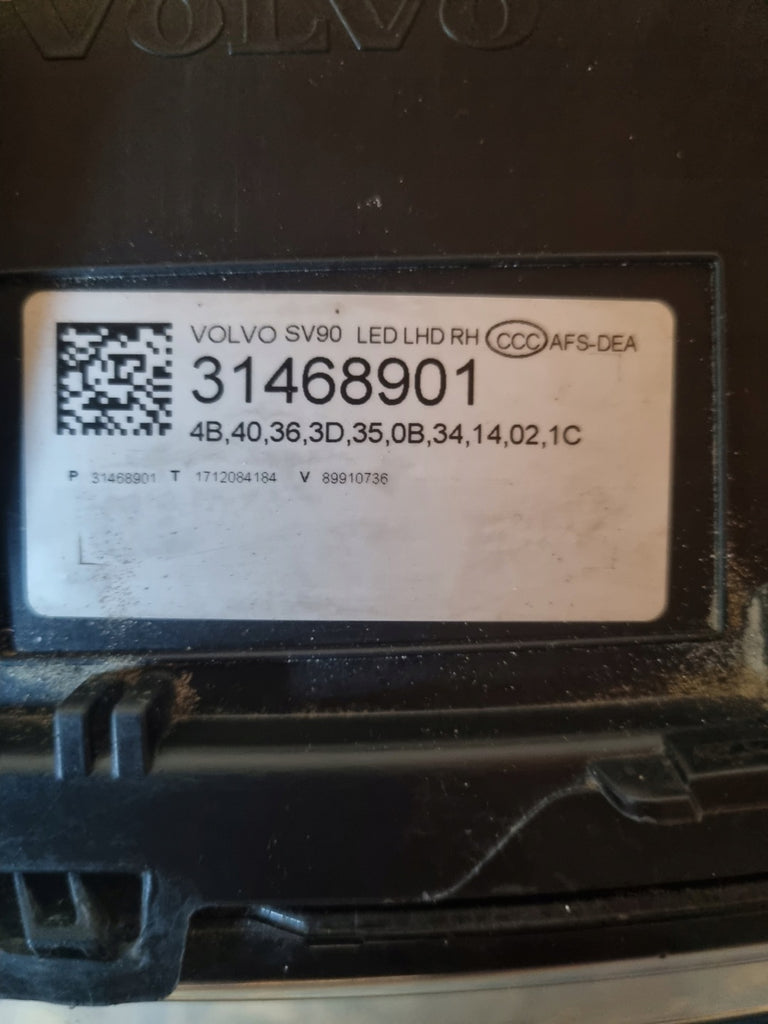 VOLVO
VOLVO SV90 LED LHD RH CCC AFS-DEA
31468901
4B,40,36,3D,35,0B,34,14,02,1C
P 31468901 T 1712084184 V 89910736